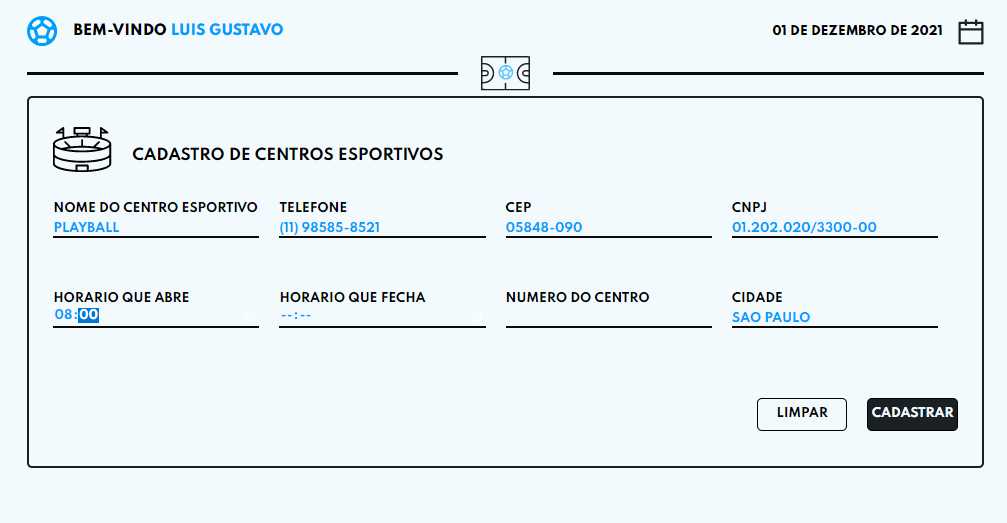 BEM-VINDO LUIS GUSTAVO
01 DE DEZEMBRO DE 2021
CADASTRO DE CENTROS ESPORTIVOS
NOME DO CENTRO ESPORTIVO TELEFONE CEP CNPJ
PLAYBALL (11) 98585-8521 05848-090 01.202.020/3300-00
HORARIO QUE ABRE HORARIO QUE FECHA NUMERO DO CENTRO CIDADE
08:00 --:-- SAO PAULO
LIMPAR CADASTRAR